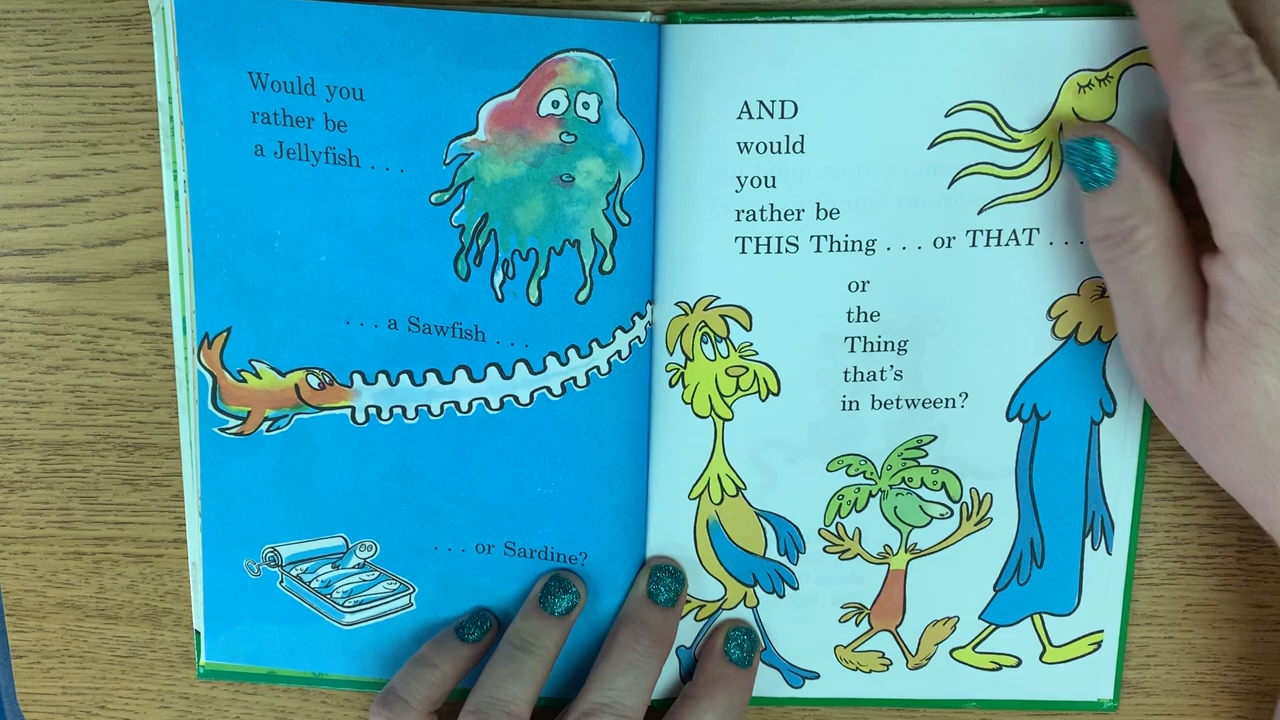 Would you
rather be
a Jellyfish . . .
. . . a Sawfish . . .
. . . or Sardine?
AND
would
you
rather be
THIS Thing . . . or THAT . . .
or
the
Thing
that's
in between?